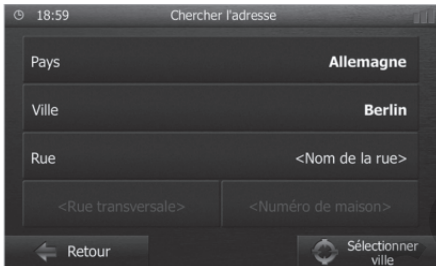 18:59 Chercher l'adresse
Pays Allemagne
Ville Berlin
Rue <Nom de la rue>
<Rue transversale> <Numéro de maison>
Retour Sélectionner
ville